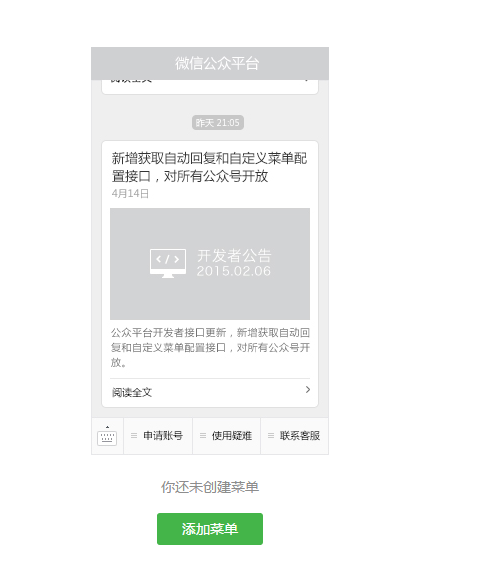 微信公众平台
阅读全文
昨天 21:05
新增获取自动回复和自定义菜单配
置接口，对所有公众号开放
4月14日
开发者公告
2015.02.06
公众平台开发者接口更新，新增获取自动回
复和自定义菜单配置接口，对所有公众号开
放。
阅读全文
申请账号
使用疑难
联系客服
你还未创建菜单
添加菜单